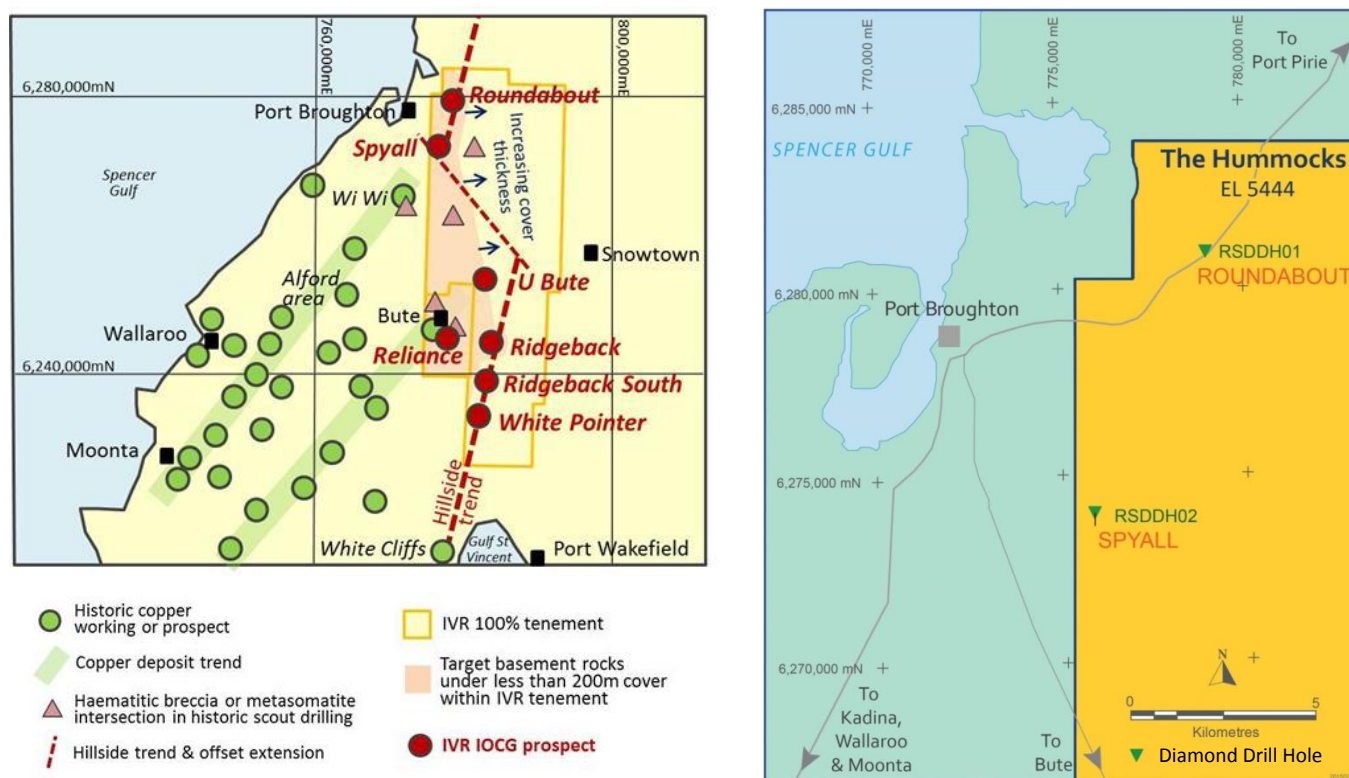 760,000mE
800,000mE
6,280,000mN
Port Broughton
Roundabout
Spyall
Increasing cover
thickness
Spencer
Gulf
Wi Wi
Snowtown
Alford
area
U Bute
Wallaroo
Bute
Reliance
Ridgeback
6,240,000mN
Ridgeback South
White Pointer
Moonta
Hillside
trend
White Cliffs
Gulf St
Vincent
Port Wakefield
Historic copper
working or prospect
Copper deposit trend
Haematitic breccia or metasomatite
intersection in historic scout drilling
Hillside trend & offset extension
IVR 100% tenement
Target basement rocks
under less than 200m cover
within IVR tenement
IVR IOCG prospect
770,000 mE
775,000 mE
780,000 mE
To
Port Pirie
6,285,000 mN
SPENCER GULF
The Hummocks
EL 5444
RSDDH01
ROUNDABOUT
6,280,000 mN
Port Broughton
6,275,000 mN
RSDDH02
SPYALL
6,270,000 mN
To
Kadina,
Wallaroo
& Moonta
To
Bute
N
0
5
Kilometres
Diamond Drill Hole